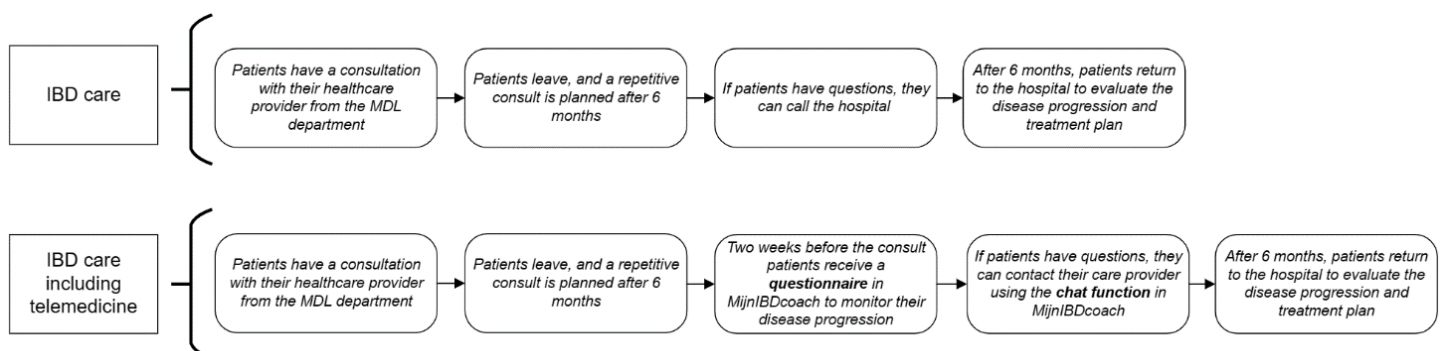 IBD care
Patients have a consultation
with their healthcare
provider from the MDL
department
Patients leave, and a repetitive
consult is planned after 6
months
If patients have questions, they
can call the hospital
After 6 months, patients return
to the hospital to evaluate the
disease progression and
treatment plan
IBD care
including
telemedicine
Patients have a consultation
with their healthcare provider
from the MDL department
Patients leave, and a repetitive
consult is planned after 6
months
Two weeks before the consult
patients receive a
questionnaire in
MijnIBDcoach to monitor their
disease progression
If patients have questions, they
can contact their care provider
using the chat function in
MijnIBDcoach
After 6 months, patients return
to the hospital to evaluate the
disease progression and
treatment plan